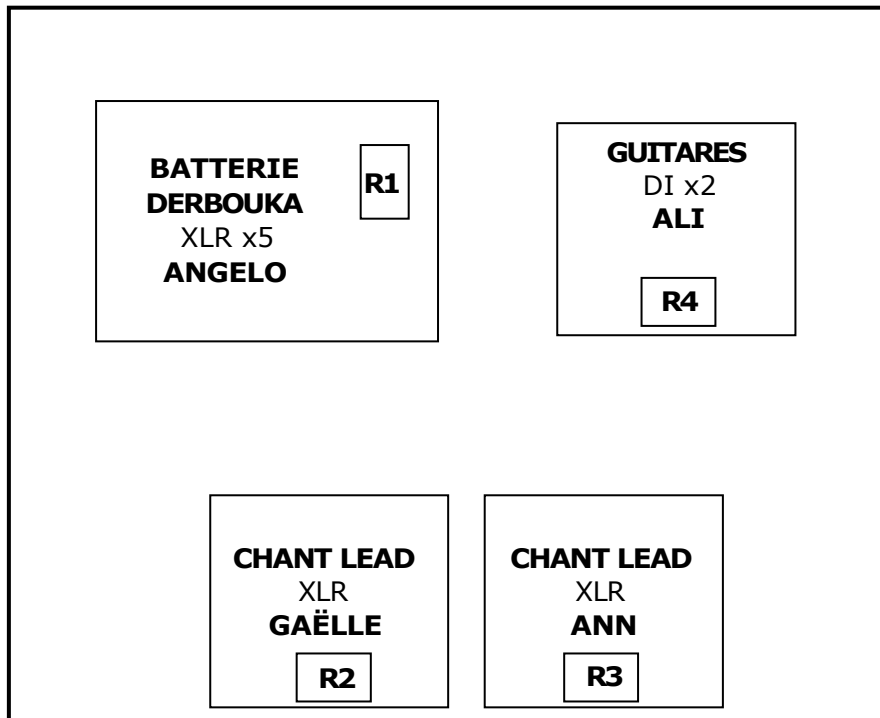 BATTERIE
DERBOUKA
XLR x5
ANGELO
R1
GUITARES
DI x2
ALI
R4
CHANT LEAD
XLR
GAËLLE
R2
CHANT LEAD
XLR
ANN
R3